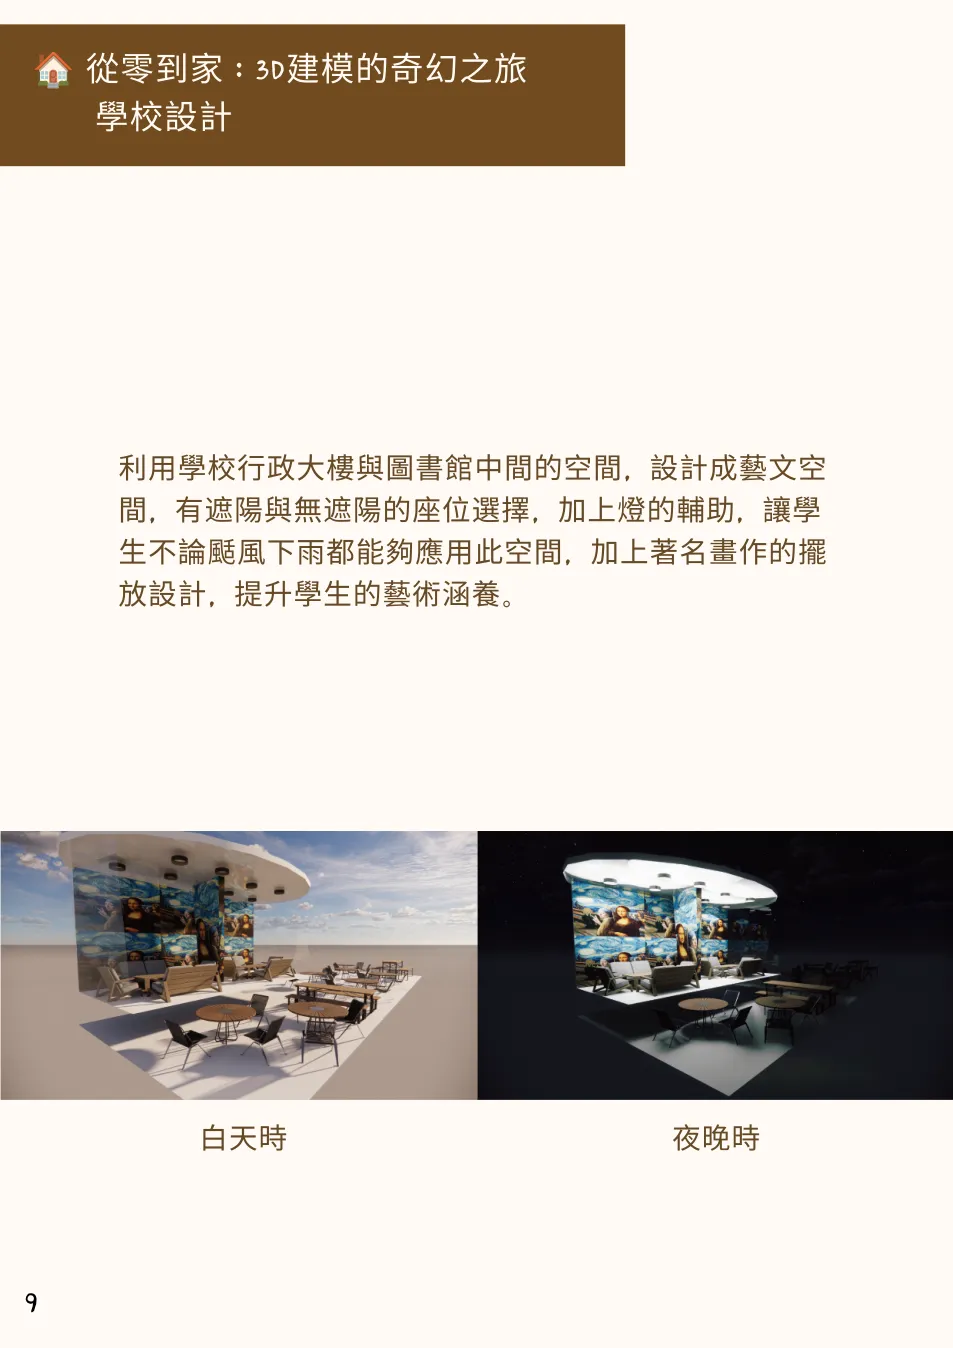 🏠 從零到家：3D建模的奇幻之旅
學校設計
利用學校行政大樓與圖書館中間的空間，設計成藝文空
間，有遮陽與無遮陽的座位選擇，加上燈的輔助，讓學
生不論颳風下雨都能夠應用此空間，加上著名畫作的擺
放設計，提升學生的藝術涵養。
白天時
夜晚時
9